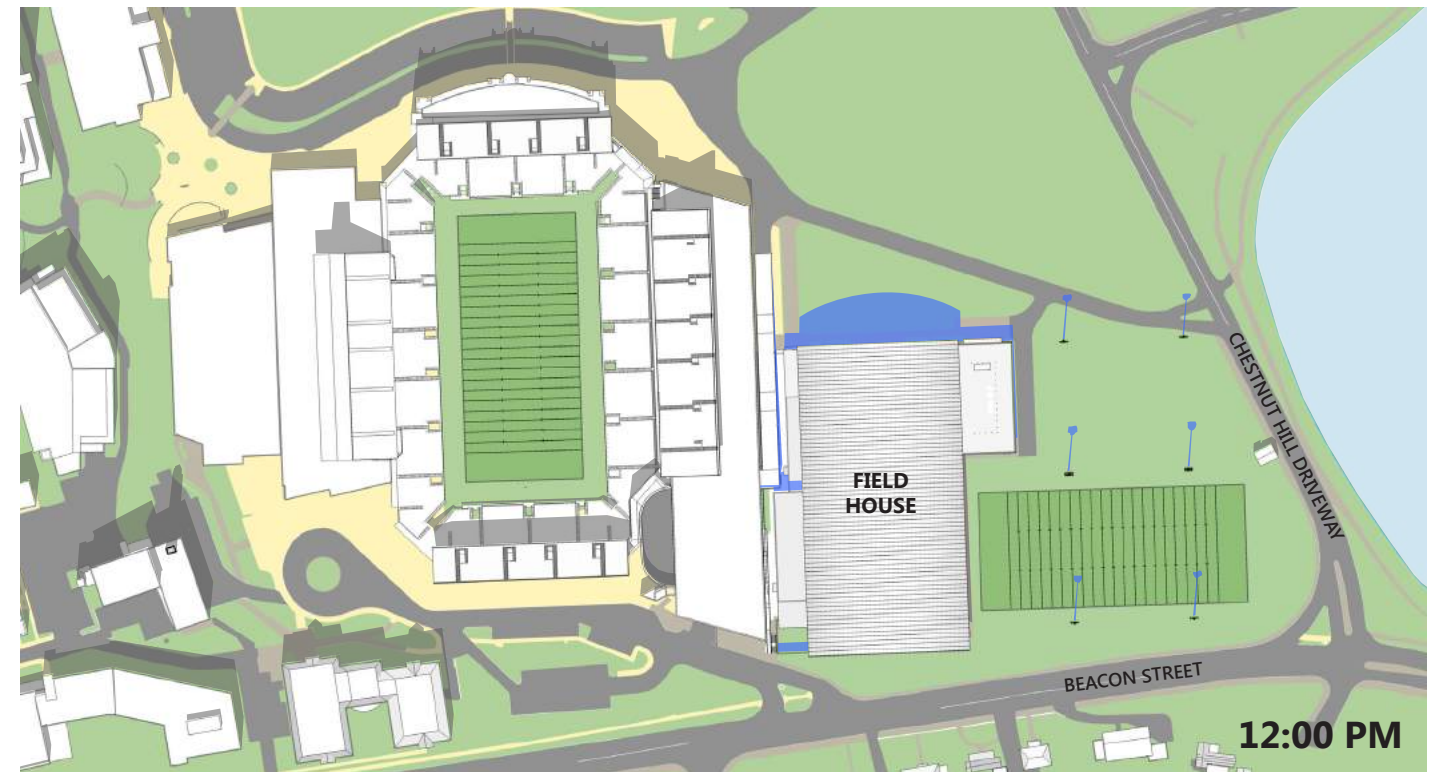 FIELD
HOUSE
CHESTNUT HILL DRIVEWAY
BEACON STREET
12:00 PM